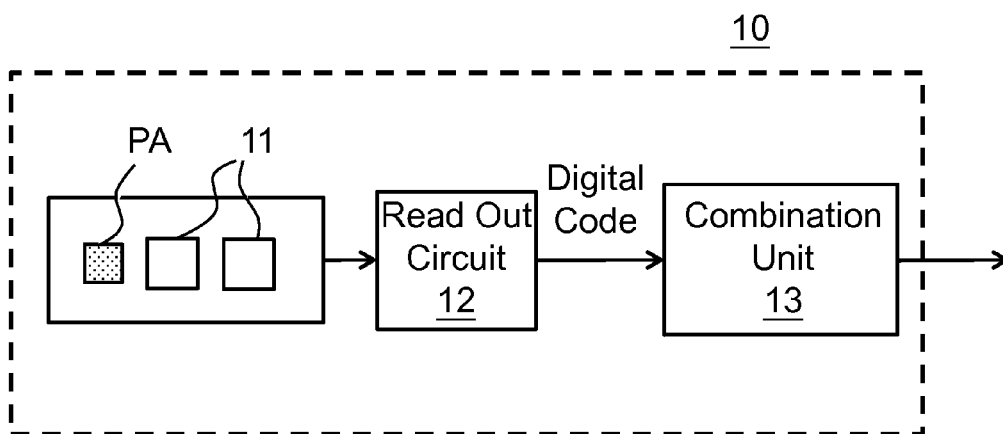 10
PA
11
Read Out
Circuit
12
Digital
Code
Combination
Unit
13